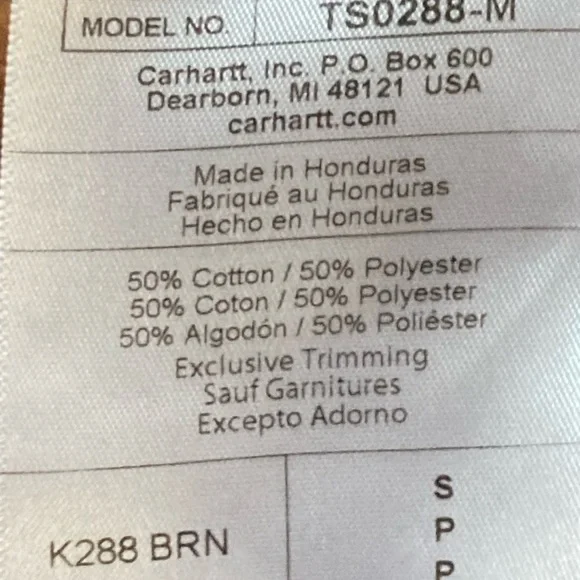 MODEL NO. TS0288-M
Carhartt, Inc. P.O. Box 600
Dearborn, MI 48121 USA
carhartt.com
Made in Honduras
Fabriqué au Honduras
Hecho en Honduras
50% Cotton / 50% Polyester
50% Coton / 50% Polyester
50% Algodón / 50% Poliéster
Exclusive Trimming
Sauf Garnitures
Excepto Adorno
K288 BRN
S
P
P